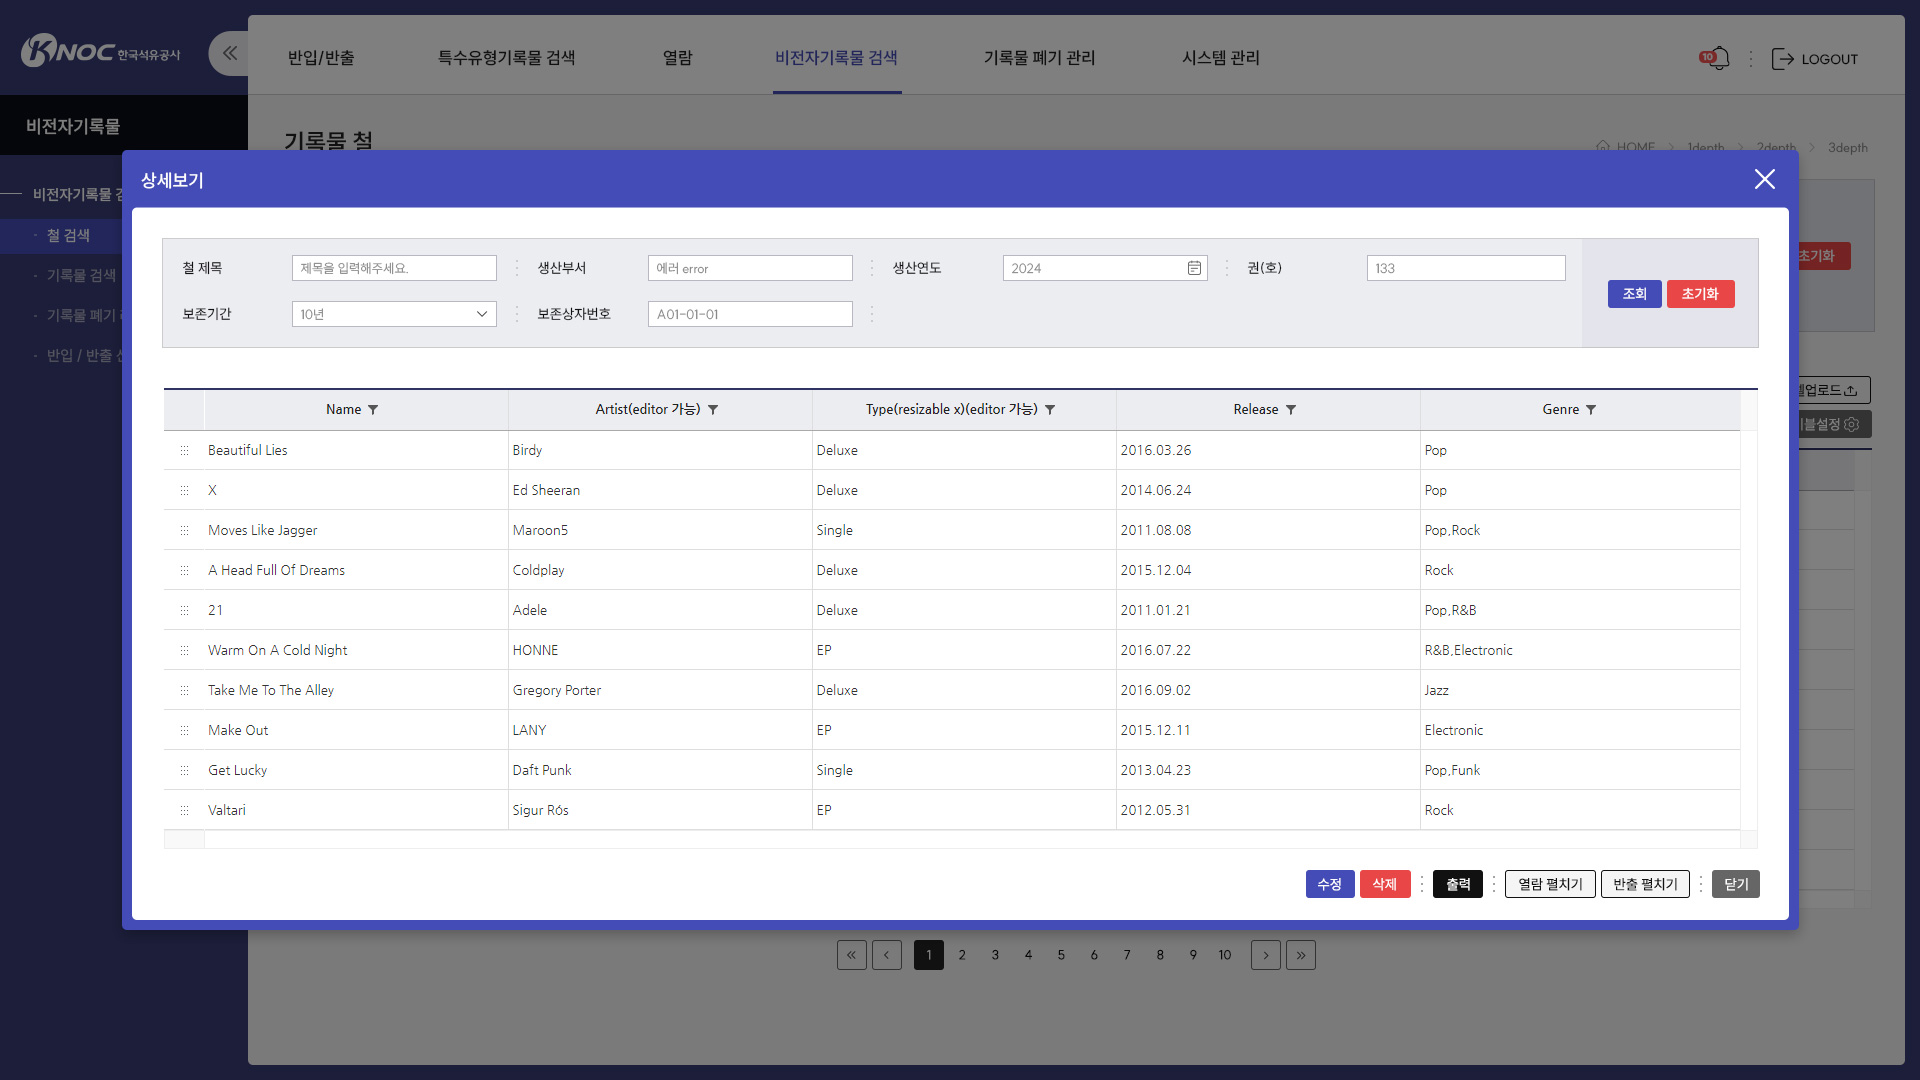 KNOC 한국석유공사
반입/반출 특수유형기록물 검색 열람 비전자기록물 검색 기록물 폐기 관리 시스템 관리 10 LOGOUT
비전자기록물
기록물 철
HOME 1depth 2depth 3depth
비전자기록물
철 검색
기록물 검색
기록물 폐기
반입 / 반출
초기화
업로드
블설정
상세보기
철 제목 제목을 입력해주세요. 생산부서 에러 error 생산연도 2024 권(호) 133
보존기간 10년 보존상자번호 A01-01-01
조회 초기화
Name Artist(editor 가능) Type(resizable x)(editor 가능) Release Genre
Beautiful Lies Birdy Deluxe 2016.03.26 Pop
X Ed Sheeran Deluxe 2014.06.24 Pop
Moves Like Jagger Maroon5 Single 2011.08.08 Pop,Rock
A Head Full Of Dreams Coldplay Deluxe 2015.12.04 Rock
21 Adele Deluxe 2011.01.21 Pop,R&B
Warm On A Cold Night HONNE EP 2016.07.22 R&B,Electronic
Take Me To The Alley Gregory Porter Deluxe 2016.09.02 Jazz
Make Out LANY EP 2015.12.11 Electronic
Get Lucky Daft Punk Single 2013.04.23 Pop,Funk
Valtari Sigur Rós EP 2012.05.31 Rock
수정 삭제 출력 열람 펼치기 반출 펼치기 닫기
« ‹ 1 2 3 4 5 6 7 8 9 10 › »